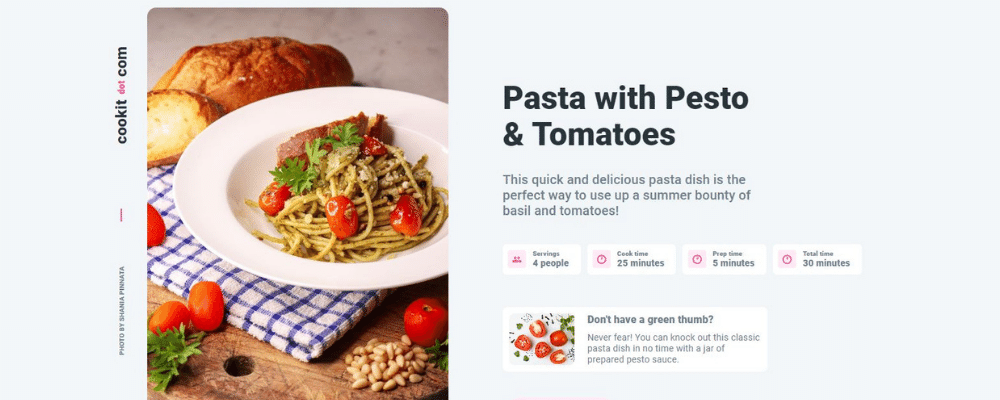 cookit dot com
PHOTO BY SHANIA PINNATA
Pasta with Pesto
& Tomatoes
This quick and delicious pasta dish is the
perfect way to use up a summer bounty of
basil and tomatoes!
Servings
4 people
Cook time
25 minutes
Prep time
5 minutes
Total time
30 minutes
Don't have a green thumb?
Never fear! You can knock out this classic
pasta dish in no time with a jar of
prepared pesto sauce.